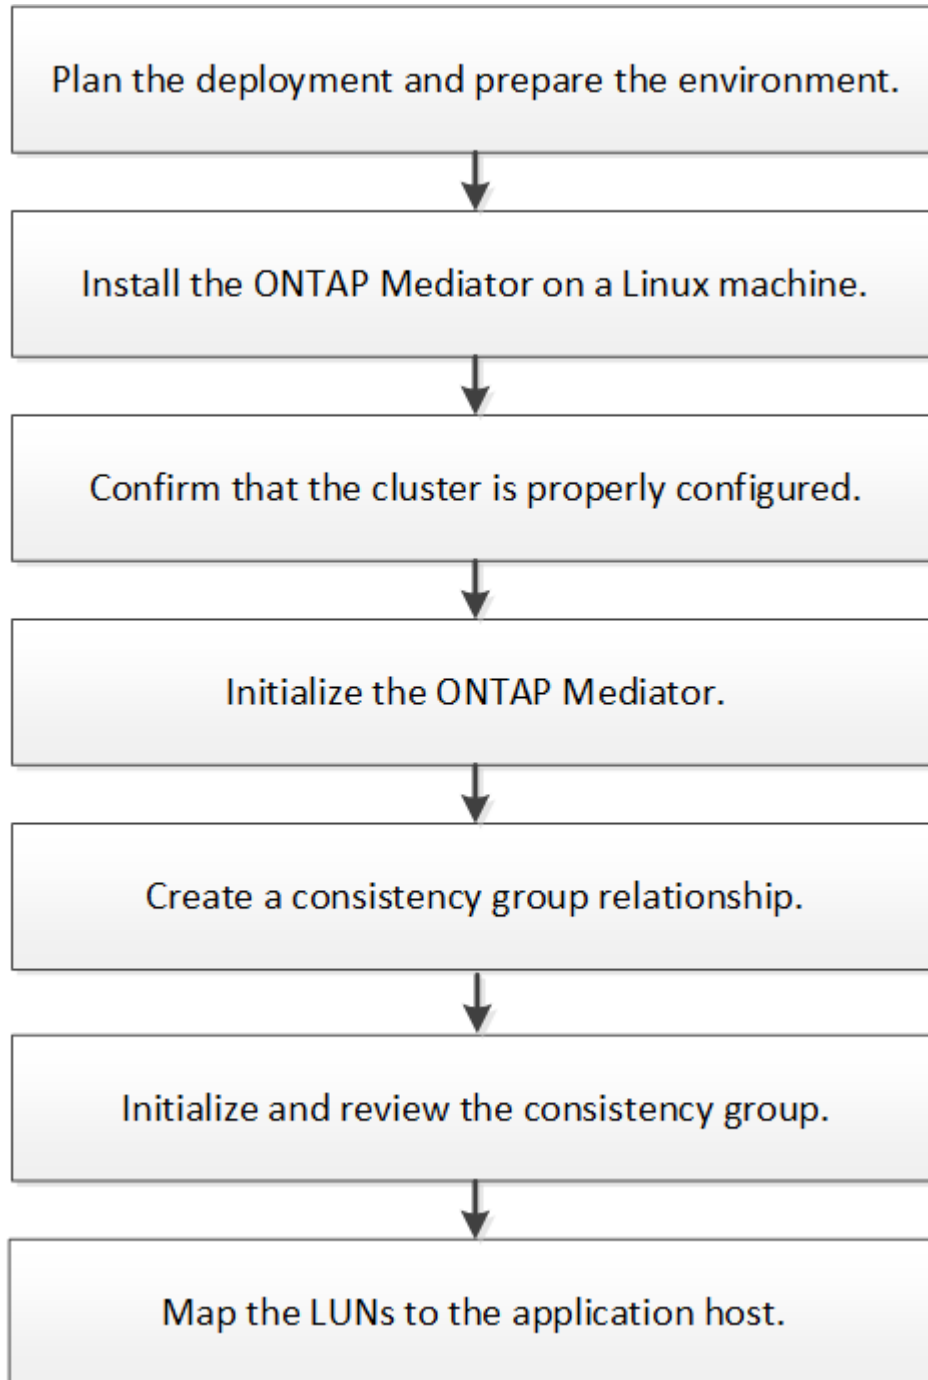 Plan the deployment and prepare the environment.
Install the ONTAP Mediator on a Linux machine.
Confirm that the cluster is properly configured.
Initialize the ONTAP Mediator.
Create a consistency group relationship.
Initialize and review the consistency group.
Map the LUNs to the application host.